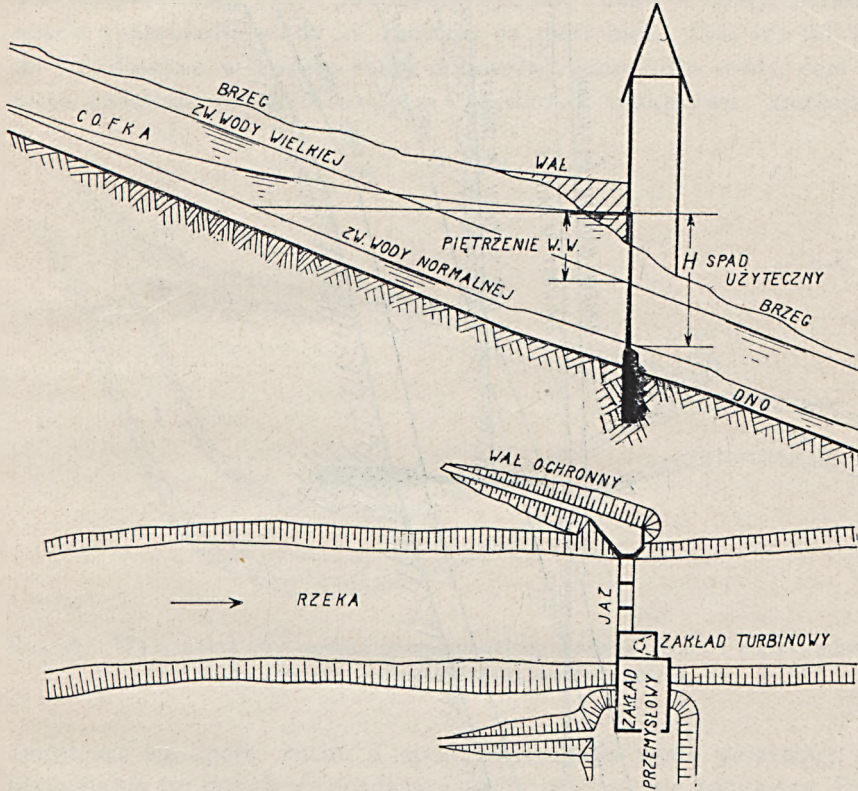 BRZEG
ZW. WODY WIELKIEJ
COFKA
WAŁ
PIĘTRZENIE W.W.
H SPAD
UŻYTECZNY
ZW. WODY NORMALNEJ
BRZEG
DNO
WAŁ OCHRONNY
RZEKA
JAZ
ZAKŁAD TURBINOWY
ZAKŁAD
PRZEMYSŁOWY